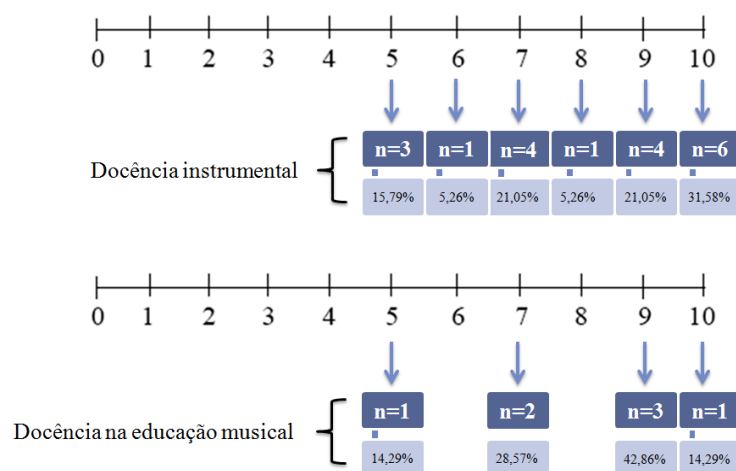 0 1 2 3 4 5 6 7 8 9 10
n=3 n=1 n=4 n=1 n=4 n=6
Docência instrumental
15,79% 5,26% 21,05% 5,26% 21,05% 31,58%
0 1 2 3 4 5 6 7 8 9 10
n=1 n=2 n=3 n=1
Docência na educação musical
14,29% 28,57% 42,86% 14,29%